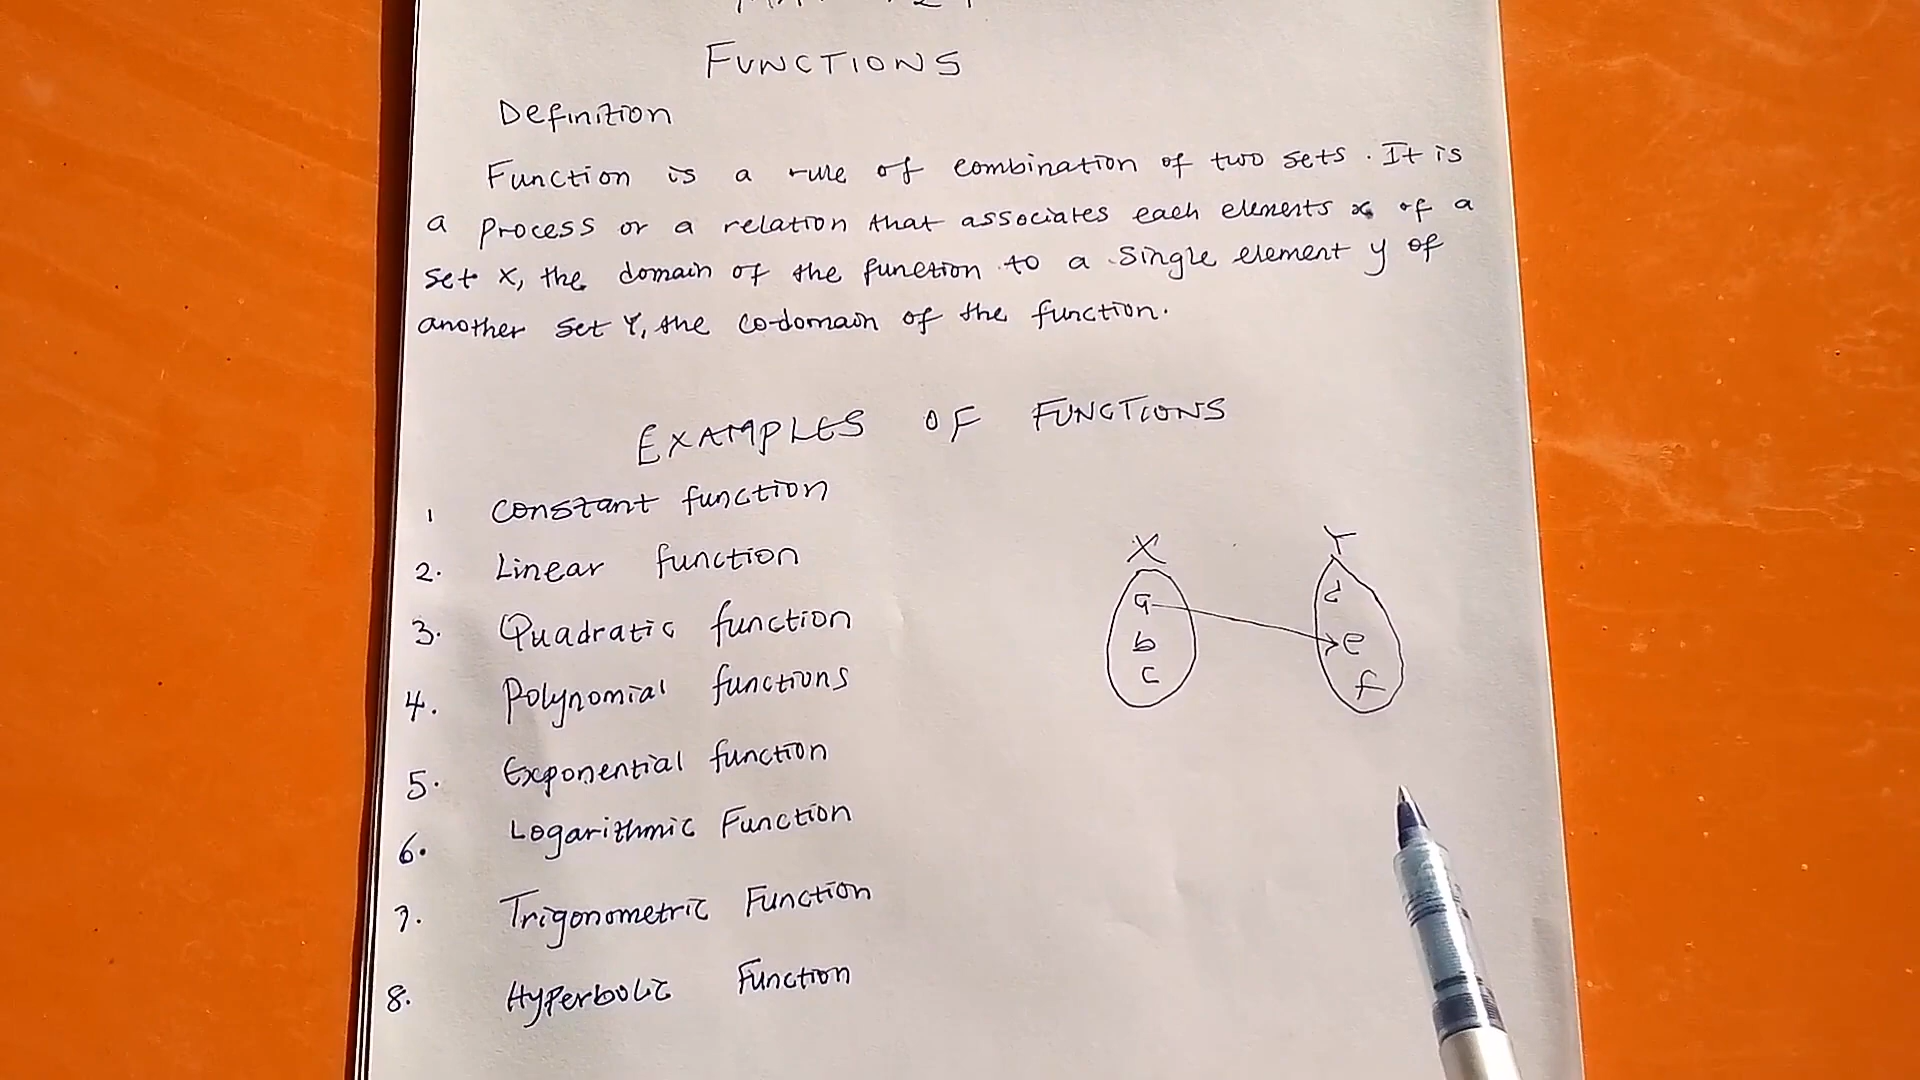 FUNCTIONS
Definition
Function is a rule of combination of two sets. It is
a process or a relation that associates each elements x of a
set X, the domain of the function to a single element y of
another set Y, the co-domain of the function.
EXAMPLES OF FUNCTIONS
1 Constant function
2. Linear function
3. Quadratic function
4. Polynomial functions
5. Exponential function
6. Logarithmic Function
7. Trigonometric Function
8. Hyperbolic Function
X Y
a d
b e
c f